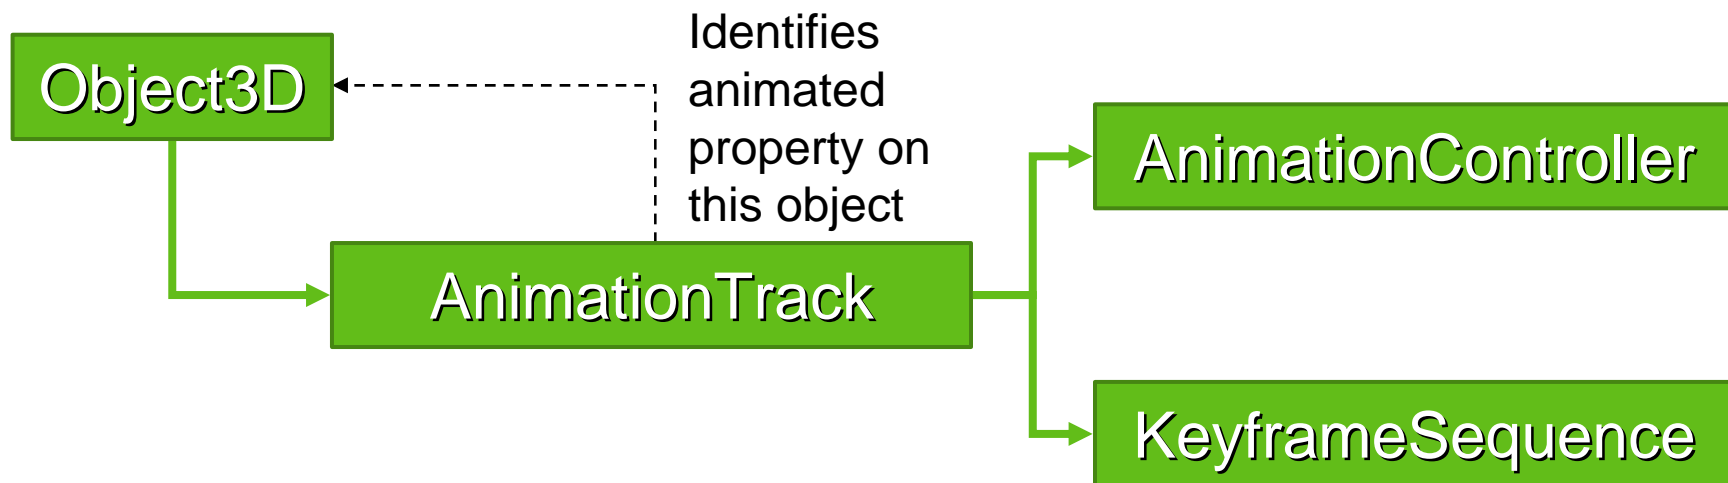 Object3D
Identifies
animated
property on
this object
AnimationController
AnimationTrack
KeyframeSequence